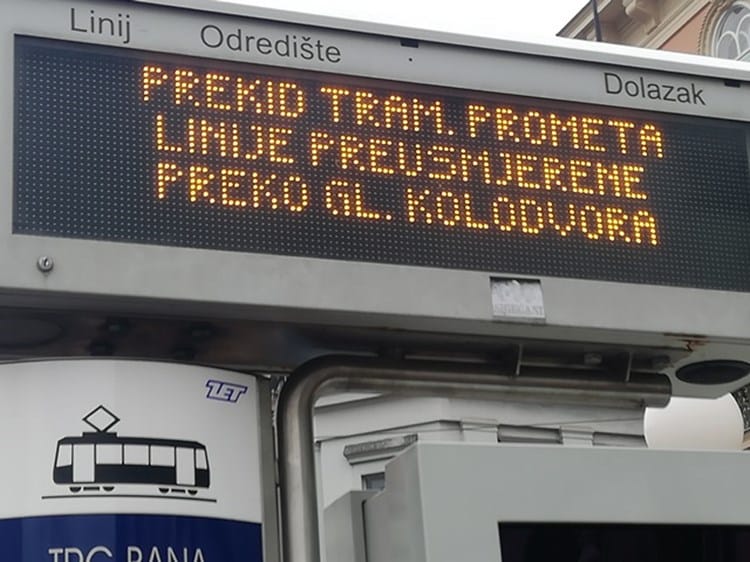 Linij
Odredište
Dolazak
PREKID TRAM. PROMETA
LINIJE PREUSMJERENE
PREKO GL. KOLODVORA
ZET